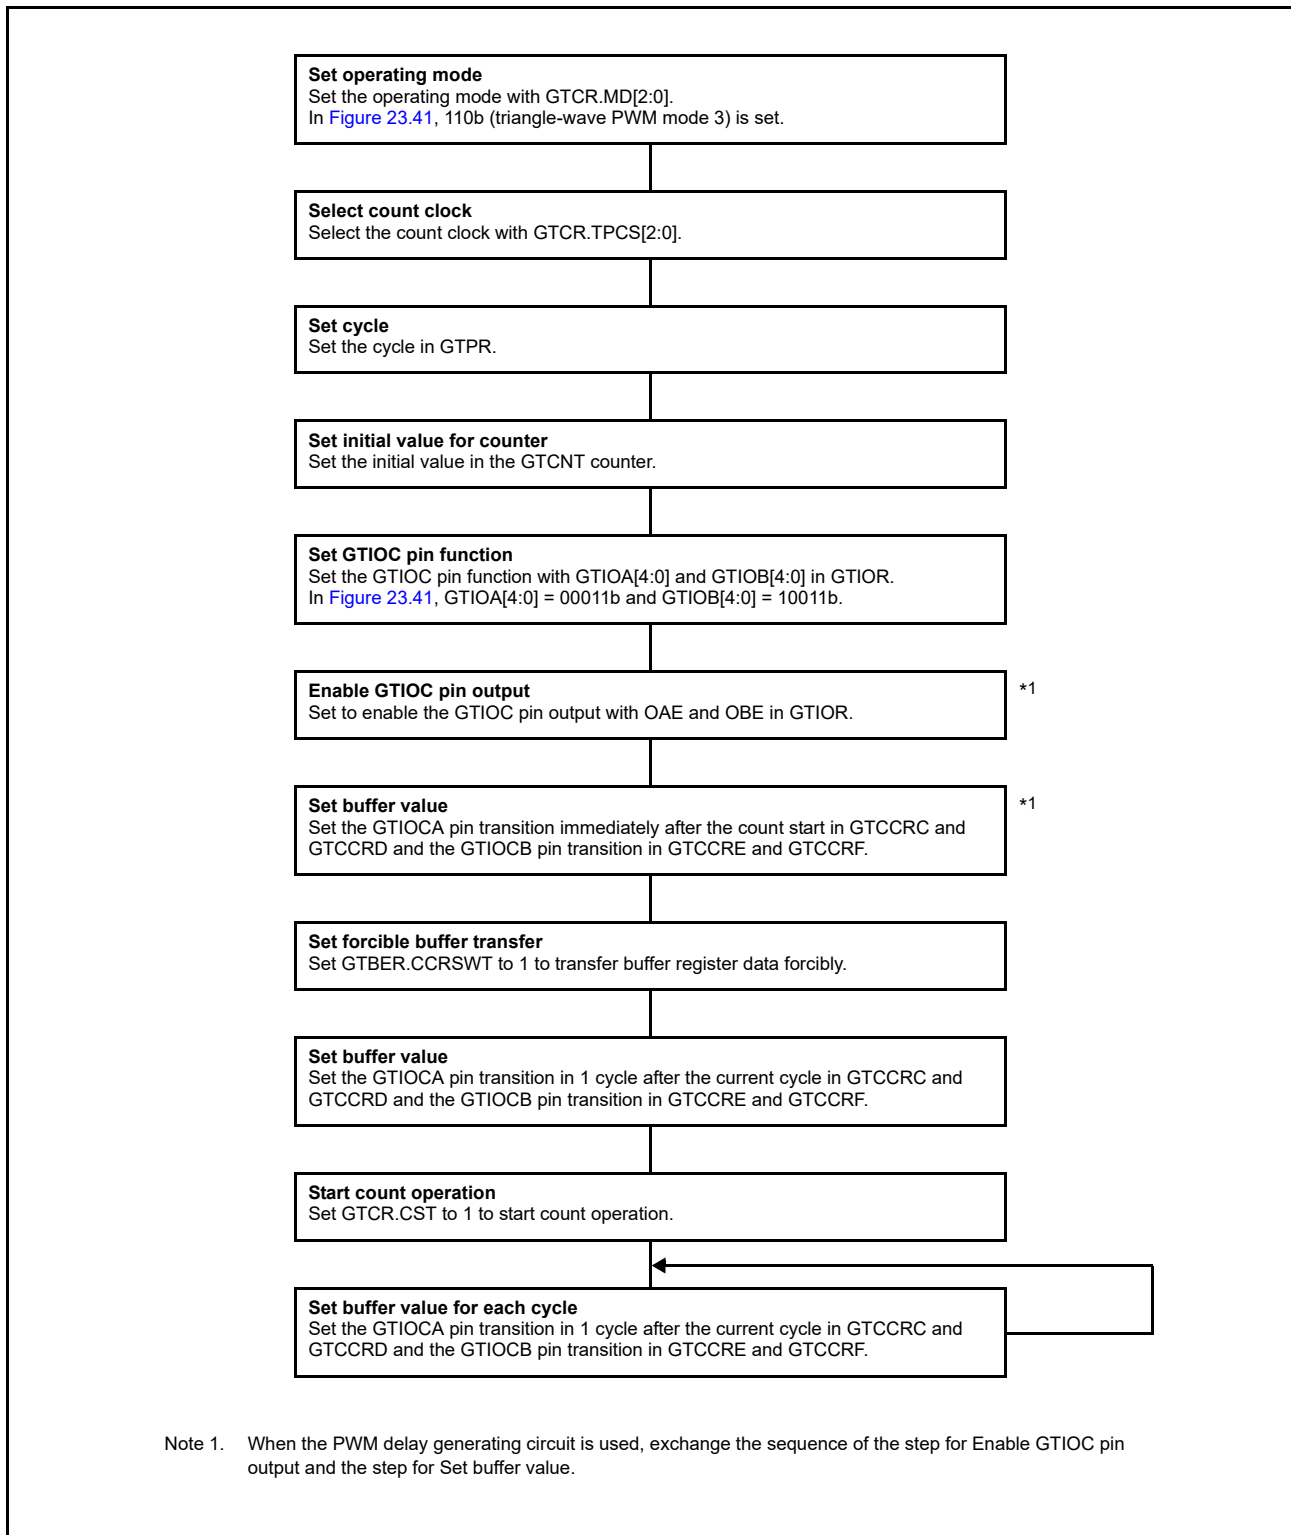 Set operating mode
Set the operating mode with GTCR.MD[2:0].
In Figure 23.41, 110b (triangle-wave PWM mode 3) is set.
Select count clock
Select the count clock with GTCR.TPCS[2:0].
Set cycle
Set the cycle in GTPR.
Set initial value for counter
Set the initial value in the GTCNT counter.
Set GTIOC pin function
Set the GTIOC pin function with GTIOA[4:0] and GTIOB[4:0] in GTIOR.
In Figure 23.41, GTIOA[4:0] = 00011b and GTIOB[4:0] = 10011b.
Enable GTIOC pin output
*1
Set to enable the GTIOC pin output with OAE and OBE in GTIOR.
Set buffer value
*1
Set the GTIOCA pin transition immediately after the count start in GTCCRC and
GTCCRD and the GTIOCB pin transition in GTCCRE and GTCCRF.
Set forcible buffer transfer
Set GTBER.CCRSWT to 1 to transfer buffer register data forcibly.
Set buffer value
Set the GTIOCA pin transition in 1 cycle after the current cycle in GTCCRC and
GTCCRD and the GTIOCB pin transition in GTCCRE and GTCCRF.
Start count operation
Set GTCR.CST to 1 to start count operation.
Set buffer value for each cycle
Set the GTIOCA pin transition in 1 cycle after the current cycle in GTCCRC and
GTCCRD and the GTIOCB pin transition in GTCCRE and GTCCRF.
Note 1. When the PWM delay generating circuit is used, exchange the sequence of the step for Enable GTIOC pin
output and the step for Set buffer value.